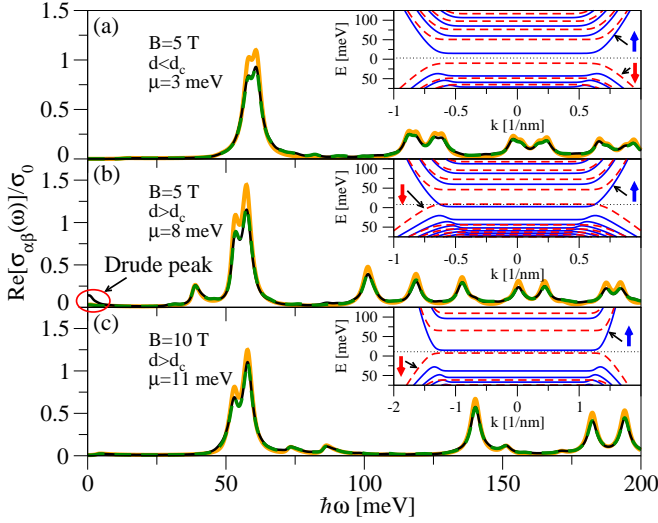 1.5
1
0.5
0
(a)
B=5 T
d<d_c
μ=3 meV
E [meV]
100
50
0
50
-1
-0.5
0
0.5
1
k [1/nm]
Re[σ_αβ(ω)]/σ_0
1.5
1
0.5
0
(b)
B=5 T
d>d_c
μ=8 meV
Drude peak
E [meV]
100
50
0
50
-1
-0.5
0
0.5
1
k [1/nm]
1.5
1
0.5
0
(c)
B=10 T
d>d_c
μ=11 meV
E [meV]
100
50
0
50
-2
-1
0
1
2
k [1/nm]
0
50
100
150
200
ℏω [meV]